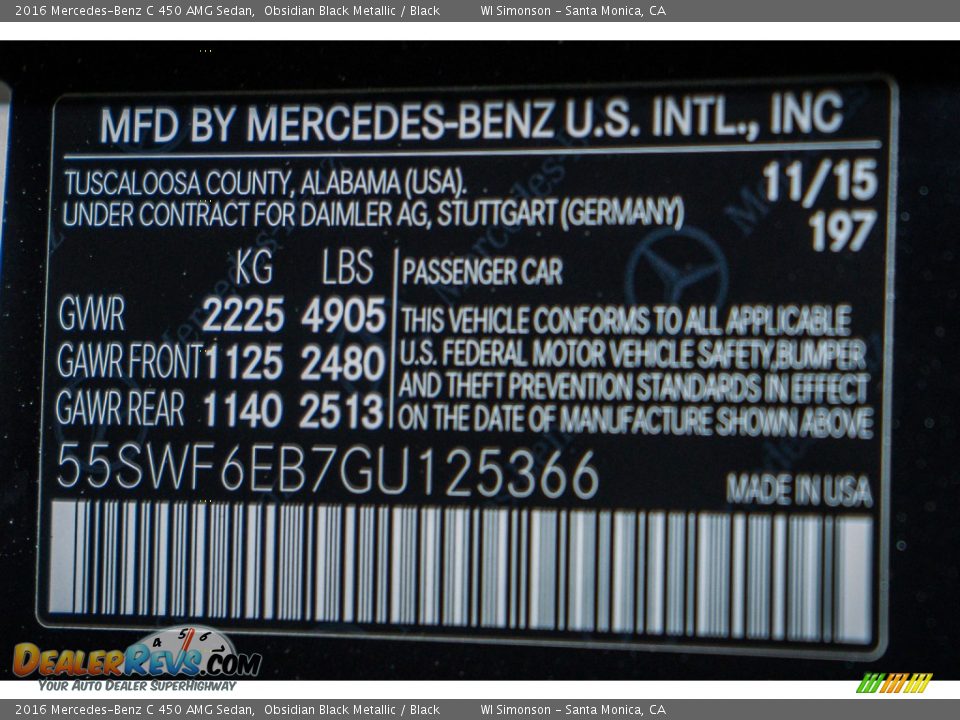 2016 Mercedes-Benz C 450 AMG Sedan, Obsidian Black Metallic / Black WI Simonson - Santa Monica, CA
MFD BY MERCEDES-BENZ U.S. INTL., INC
TUSCALOOSA COUNTY, ALABAMA (USA). 11/15
UNDER CONTRACT FOR DAIMLER AG, STUTTGART (GERMANY) 197
KG LBS
GVWR 2225 4905
GAWR FRONT 1125 2480
GAWR REAR 1140 2513
PASSENGER CAR
THIS VEHICLE CONFORMS TO ALL APPLICABLE
U.S. FEDERAL MOTOR VEHICLE SAFETY,BUMPER
AND THEFT PREVENTION STANDARDS IN EFFECT
ON THE DATE OF MANUFACTURE SHOWN ABOVE
55SWF6EB7GU125366
MADE IN USA
4 5 6
DEALERREVS.COM
YOUR AUTO DEALER SUPERHIGHWAY
2016 Mercedes-Benz C 450 AMG Sedan, Obsidian Black Metallic / Black WI Simonson - Santa Monica, CA